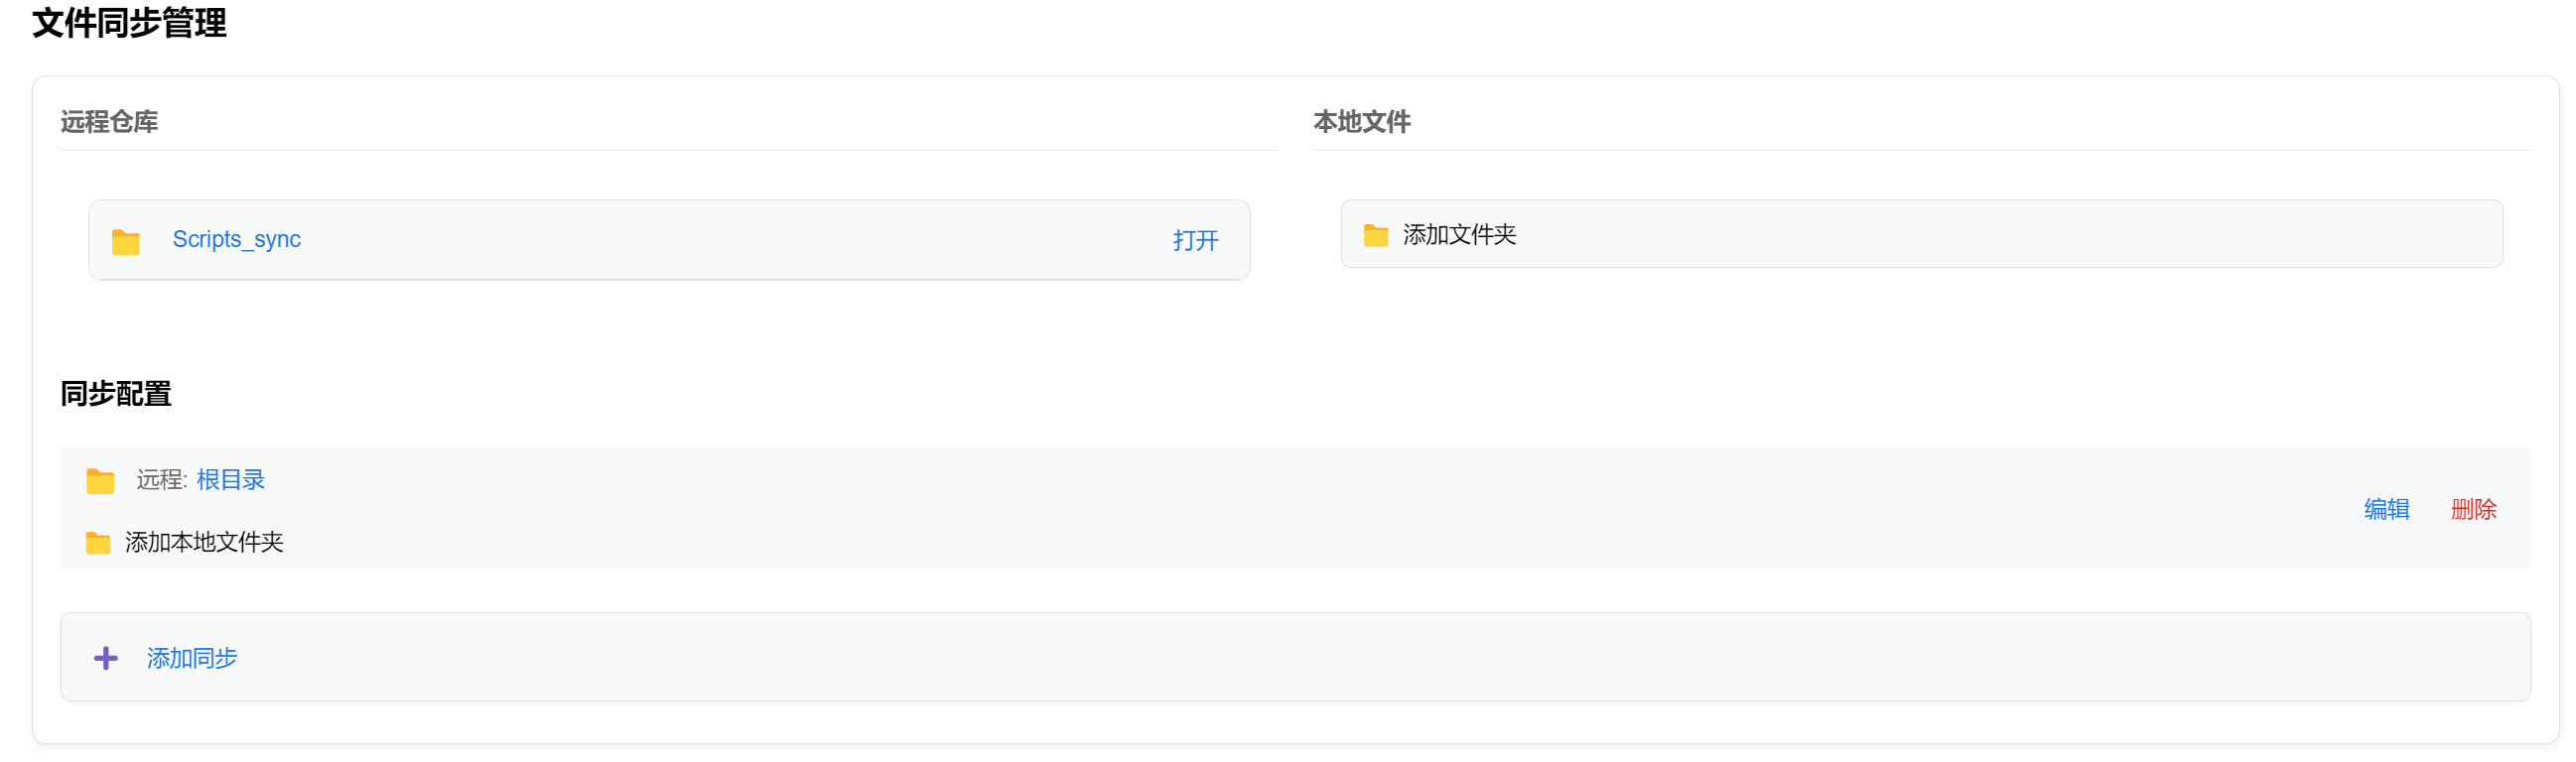 文件同步管理
远程仓库
本地文件
Scripts_sync 打开
添加文件夹
同步配置
远程: 根目录
编辑 删除
添加本地文件夹
添加同步